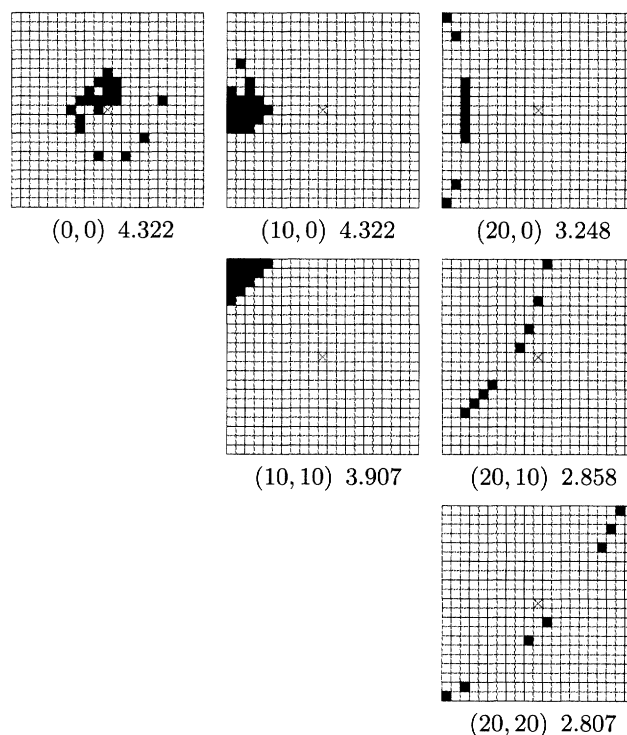 (0, 0) 4.322
(10, 0) 4.322
(20, 0) 3.248
(10, 10) 3.907
(20, 10) 2.858
(20, 20) 2.807